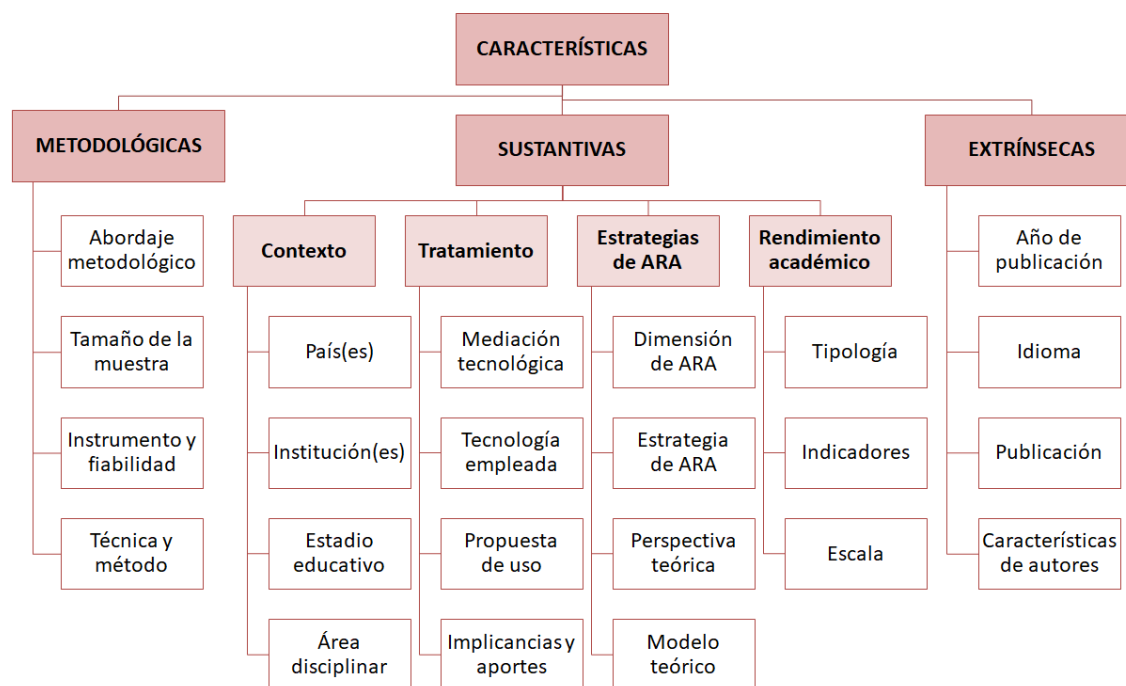 CARACTERÍSTICAS
METODOLÓGICAS
Abordaje
metodológico
Tamaño de la
muestra
Instrumento y
fiabilidad
Técnica y
método
SUSTANTIVAS
Contexto
País(es)
Institución(es)
Estadio
educativo
Área
disciplinar
Tratamiento
Mediación
tecnológica
Tecnología
empleada
Propuesta
de uso
Implicancias y
aportes
Estrategias
de ARA
Dimensión
de ARA
Estrategia
de ARA
Perspectiva
teórica
Modelo
teórico
Rendimiento
académico
Tipología
Indicadores
Escala
EXTRÍNSECAS
Año de
publicación
Idioma
Publicación
Características
de autores